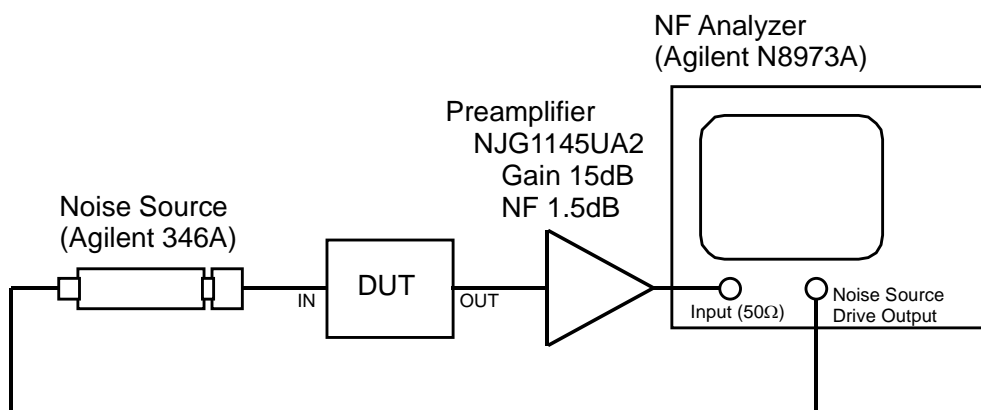 NF Analyzer
(Agilent N8973A)
Preamplifier
NJG1145UA2
Gain 15dB
NF 1.5dB
Noise Source
(Agilent 346A)
IN
DUT
OUT
Input (50Ω)
Noise Source
Drive Output